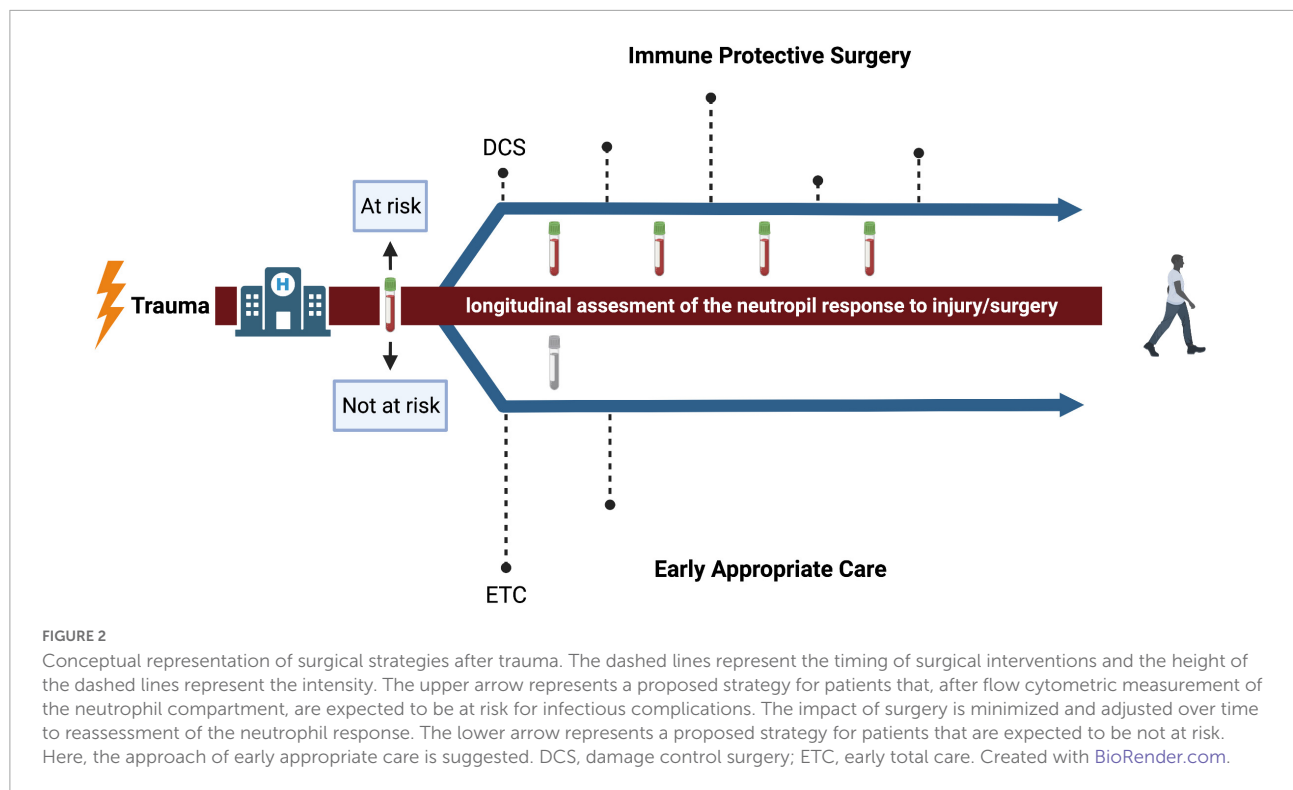 Immune Protective Surgery
DCS
At risk
H
Trauma
longitudinal assesment of the neutropil response to injury/surgery
Not at risk
ETC
Early Appropriate Care
FIGURE 2
Conceptual representation of surgical strategies after trauma. The dashed lines represent the timing of surgical interventions and the height of
the dashed lines represent the intensity. The upper arrow represents a proposed strategy for patients that, after flow cytometric measurement of
the neutrophil compartment, are expected to be at risk for infectious complications. The impact of surgery is minimized and adjusted over time
to reassessment of the neutrophil response. The lower arrow represents a proposed strategy for patients that are expected to be not at risk.
Here, the approach of early appropriate care is suggested. DCS, damage control surgery; ETC, early total care. Created with BioRender.com.